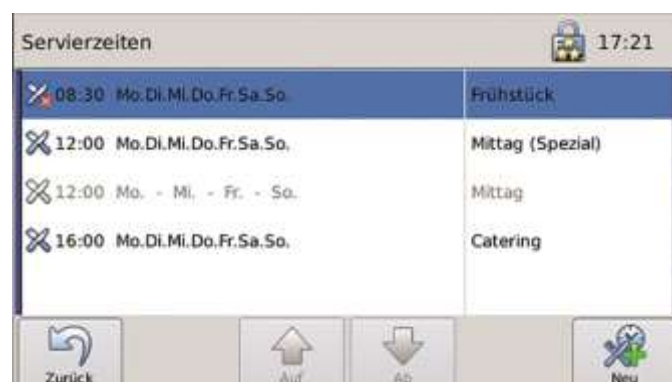 Servierzeiten 17:21
08:30 Mo.Di.Mi.Do.Fr.Sa.So. Frühstück
12:00 Mo.Di.Mi.Do.Fr.Sa.So. Mittag (Spezial)
12:00 Mo. - Mi. - Fr. - So. Mittag
16:00 Mo.Di.Mi.Do.Fr.Sa.So. Catering
Zurück Auf Ab Neu